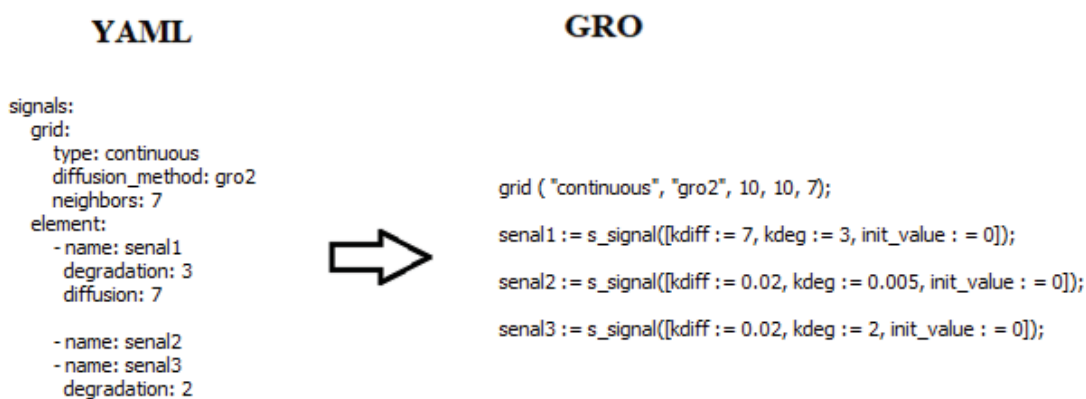 YAML
signals:
grid:
type: continuous
diffusion_method: gro2
neighbors: 7
element:
- name: senal1
degradation: 3
diffusion: 7
- name: senal2
- name: senal3
degradation: 2
GRO
grid ( "continuous", "gro2", 10, 10, 7);
senal1 := s_signal([kdiff := 7, kdeg := 3, init_value : = 0]);
senal2 := s_signal([kdiff := 0.02, kdeg := 0.005, init_value : = 0]);
senal3 := s_signal([kdiff := 0.02, kdeg := 2, init_value : = 0]);